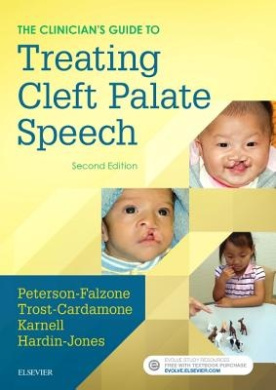 THE CLINICIAN'S GUIDE TO
Treating
Cleft Palate
Speech
Second Edition
Peterson-Falzone
Trost-Cardamone
Karnell
Hardin-Jones
ELSEVIER
EVOLVE STUDY RESOURCES
FREE WITH TEXTBOOK PURCHASE
EVOLVE.ELSEVIER.COM